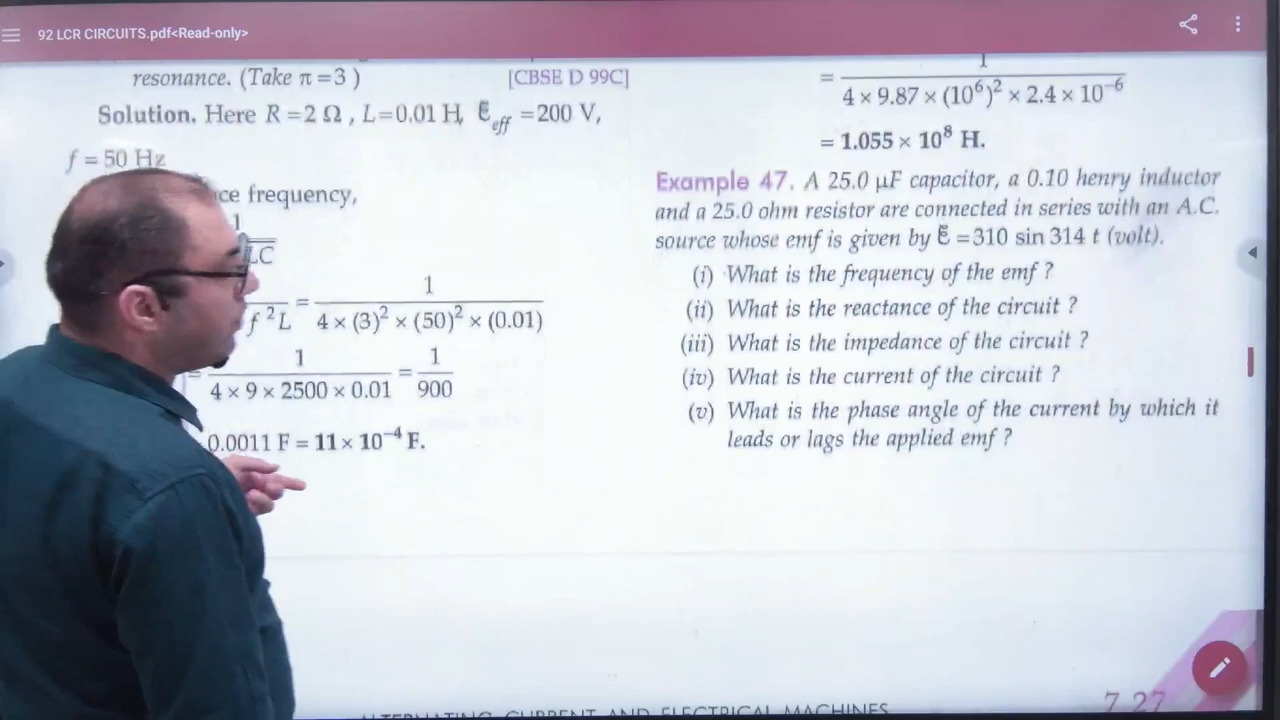 92 LCR CIRCUITS.pdf<Read-only>
resonance. (Take π = 3 ) [CBSE D 99C]
Solution. Here R = 2 Ω , L = 0.01 H, ℰeff = 200 V,
f = 50 Hz
frequency,
1
LC
f ²L = 1 / 4 × (3)² × (50)² × (0.01)
= 1 / 4 × 9 × 2500 × 0.01 = 1 / 900
0.0011 F = 11 × 10⁻⁴ F.
= 1 / 4 × 9.87 × (10⁶)² × 2.4 × 10⁻⁶
= 1.055 × 10⁸ H.
Example 47. A 25.0 μF capacitor, a 0.10 henry inductor
and a 25.0 ohm resistor are connected in series with an A.C.
source whose emf is given by ℰ = 310 sin 314 t (volt).
(i) What is the frequency of the emf ?
(ii) What is the reactance of the circuit ?
(iii) What is the impedance of the circuit ?
(iv) What is the current of the circuit ?
(v) What is the phase angle of the current by which it
leads or lags the applied emf ?
7.27
ALTERNATING CURRENT AND ELECTRICAL MACHINES